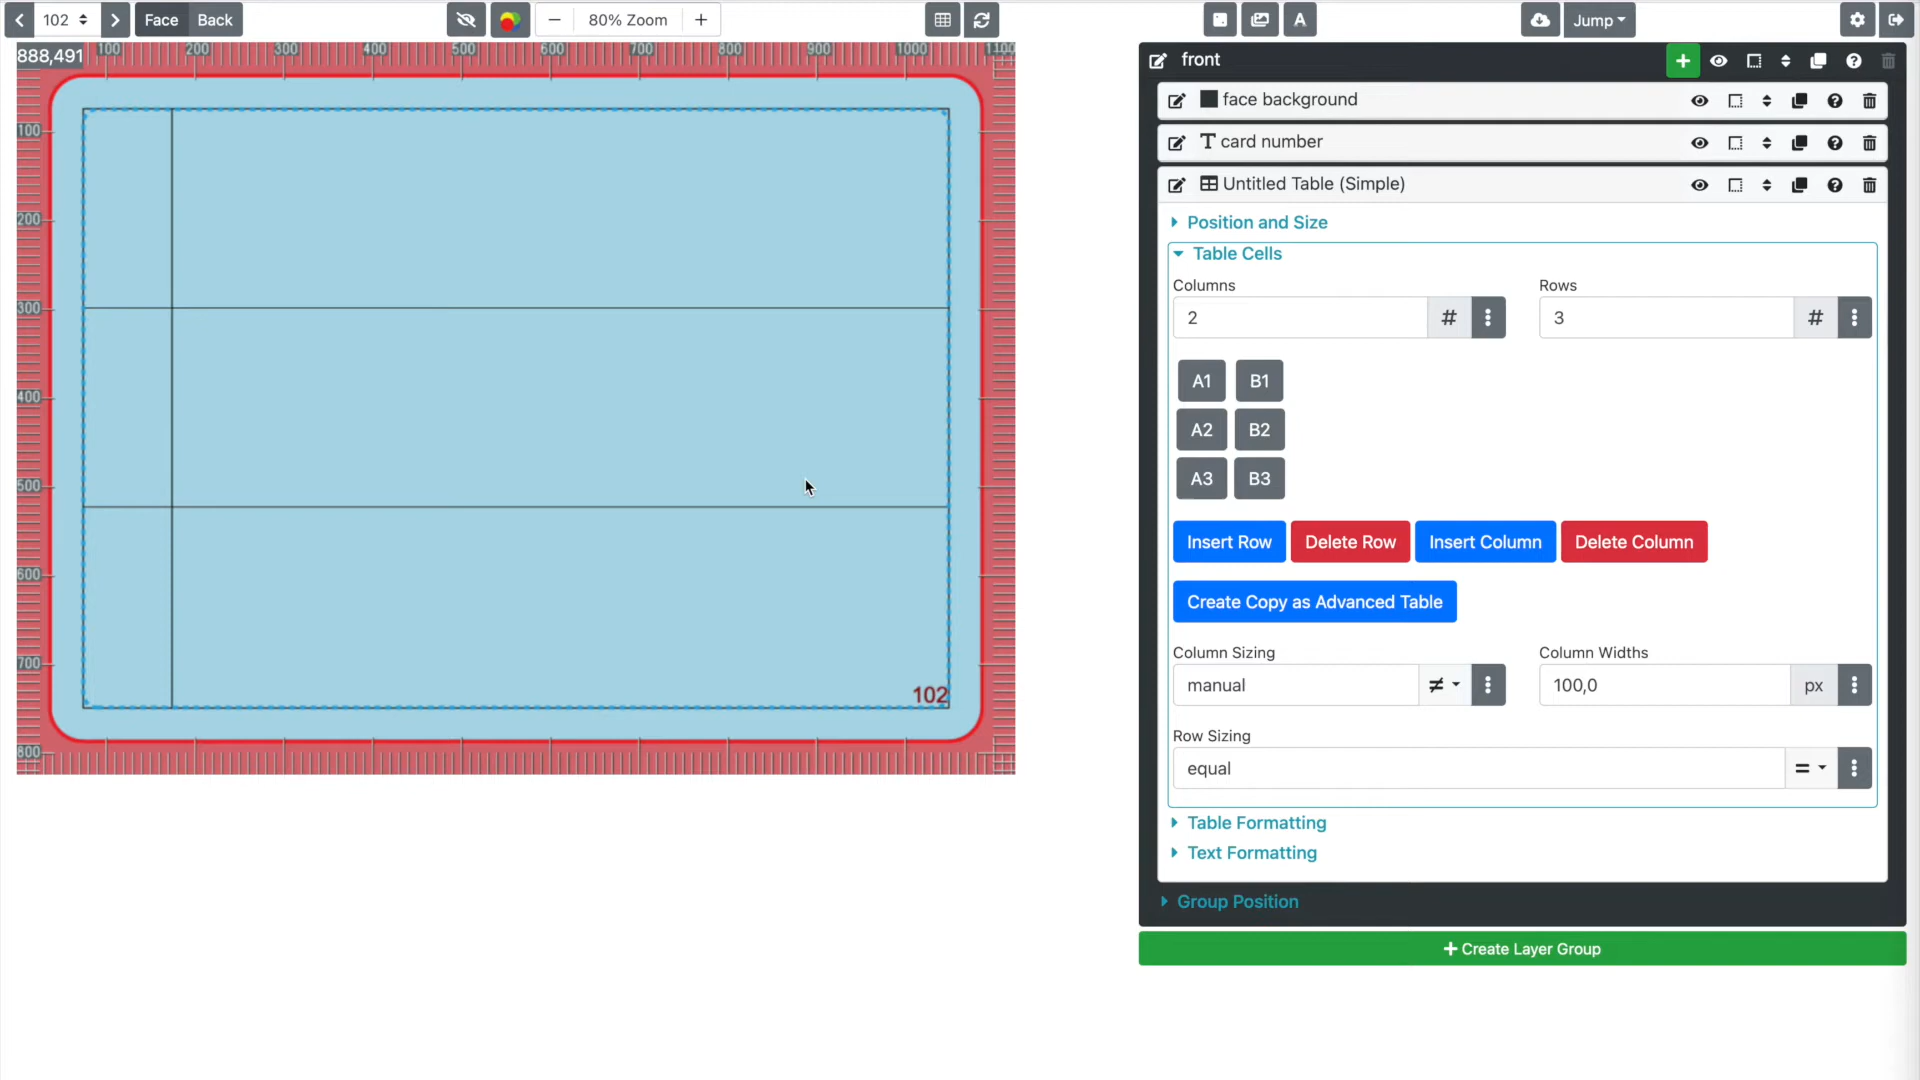 102 Face Back 80% Zoom A Jump
888,491 100 200 300 400 500 600 700 800 900 1000 1100
100
200
300
400
500
600
700
800
102
front
face background
T card number
Untitled Table (Simple)
Position and Size
Table Cells
Columns Rows
2 # 3 #
A1 B1
A2 B2
A3 B3
Insert Row Delete Row Insert Column Delete Column
Create Copy as Advanced Table
Column Sizing Column Widths
manual ≠ 100,0 px
Row Sizing
equal =
Table Formatting
Text Formatting
Group Position
+ Create Layer Group